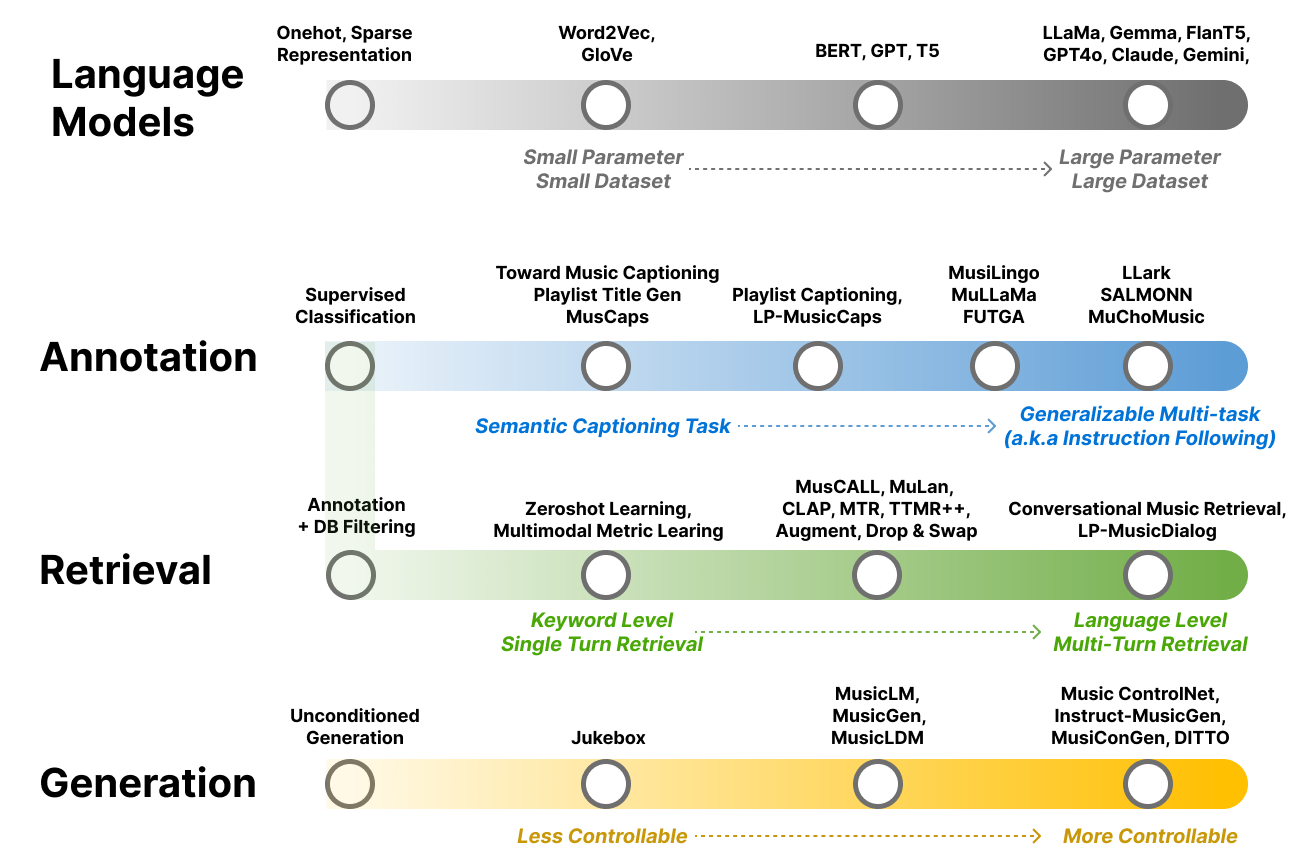 Onehot, Sparse
Representation
Word2Vec,
GloVe
BERT, GPT, T5
LLaMa, Gemma, FlanT5,
GPT4o, Claude, Gemini,
Language
Models
Small Parameter
Small Dataset
Large Parameter
Large Dataset
Supervised
Classification
Toward Music Captioning
Playlist Title Gen
MusCaps
Playlist Captioning,
LP-MusicCaps
MusiLingo
MuLLaMa
FUTGA
LLark
SALMONN
MuChoMusic
Annotation
Semantic Captioning Task
Generalizable Multi-task
(a.k.a Instruction Following)
Annotation
+ DB Filtering
Zeroshot Learning,
Multimodal Metric Learing
MusCALL, MuLan,
CLAP, MTR, TTMR++,
Augment, Drop & Swap
Conversational Music Retrieval,
LP-MusicDialog
Retrieval
Keyword Level
Single Turn Retrieval
Language Level
Multi-Turn Retrieval
Unconditioned
Generation
Jukebox
MusicLM,
MusicGen,
MusicLDM
Music ControlNet,
Instruct-MusicGen,
MusiConGen, DITTO
Generation
Less Controllable
More Controllable